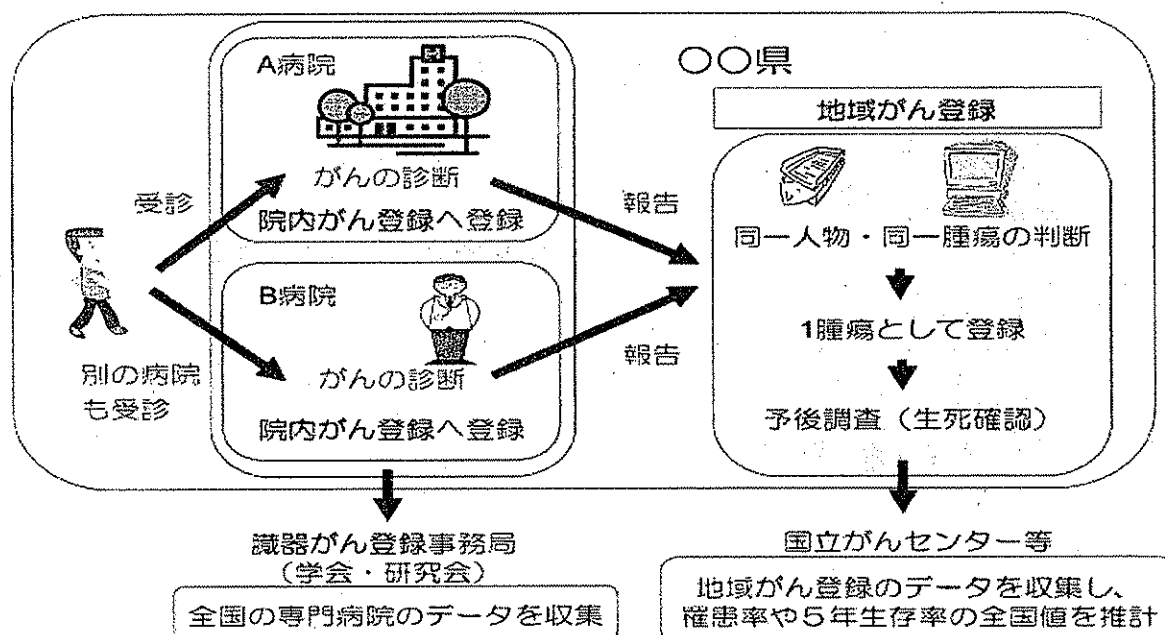 A病院
がんの診断
院内がん登録へ登録
受診
別の病院
も受診
B病院
がんの診断
院内がん登録へ登録
報告
報告
〇〇県
地域がん登録
同一人物・同一腫瘍の判断
1腫瘍として登録
予後調査（生死確認）
臓器がん登録事務局
（学会・研究会）
全国の専門病院のデータを収集
国立がんセンター等
地域がん登録のデータを収集し、
罹患率や５年生存率の全国値を推計